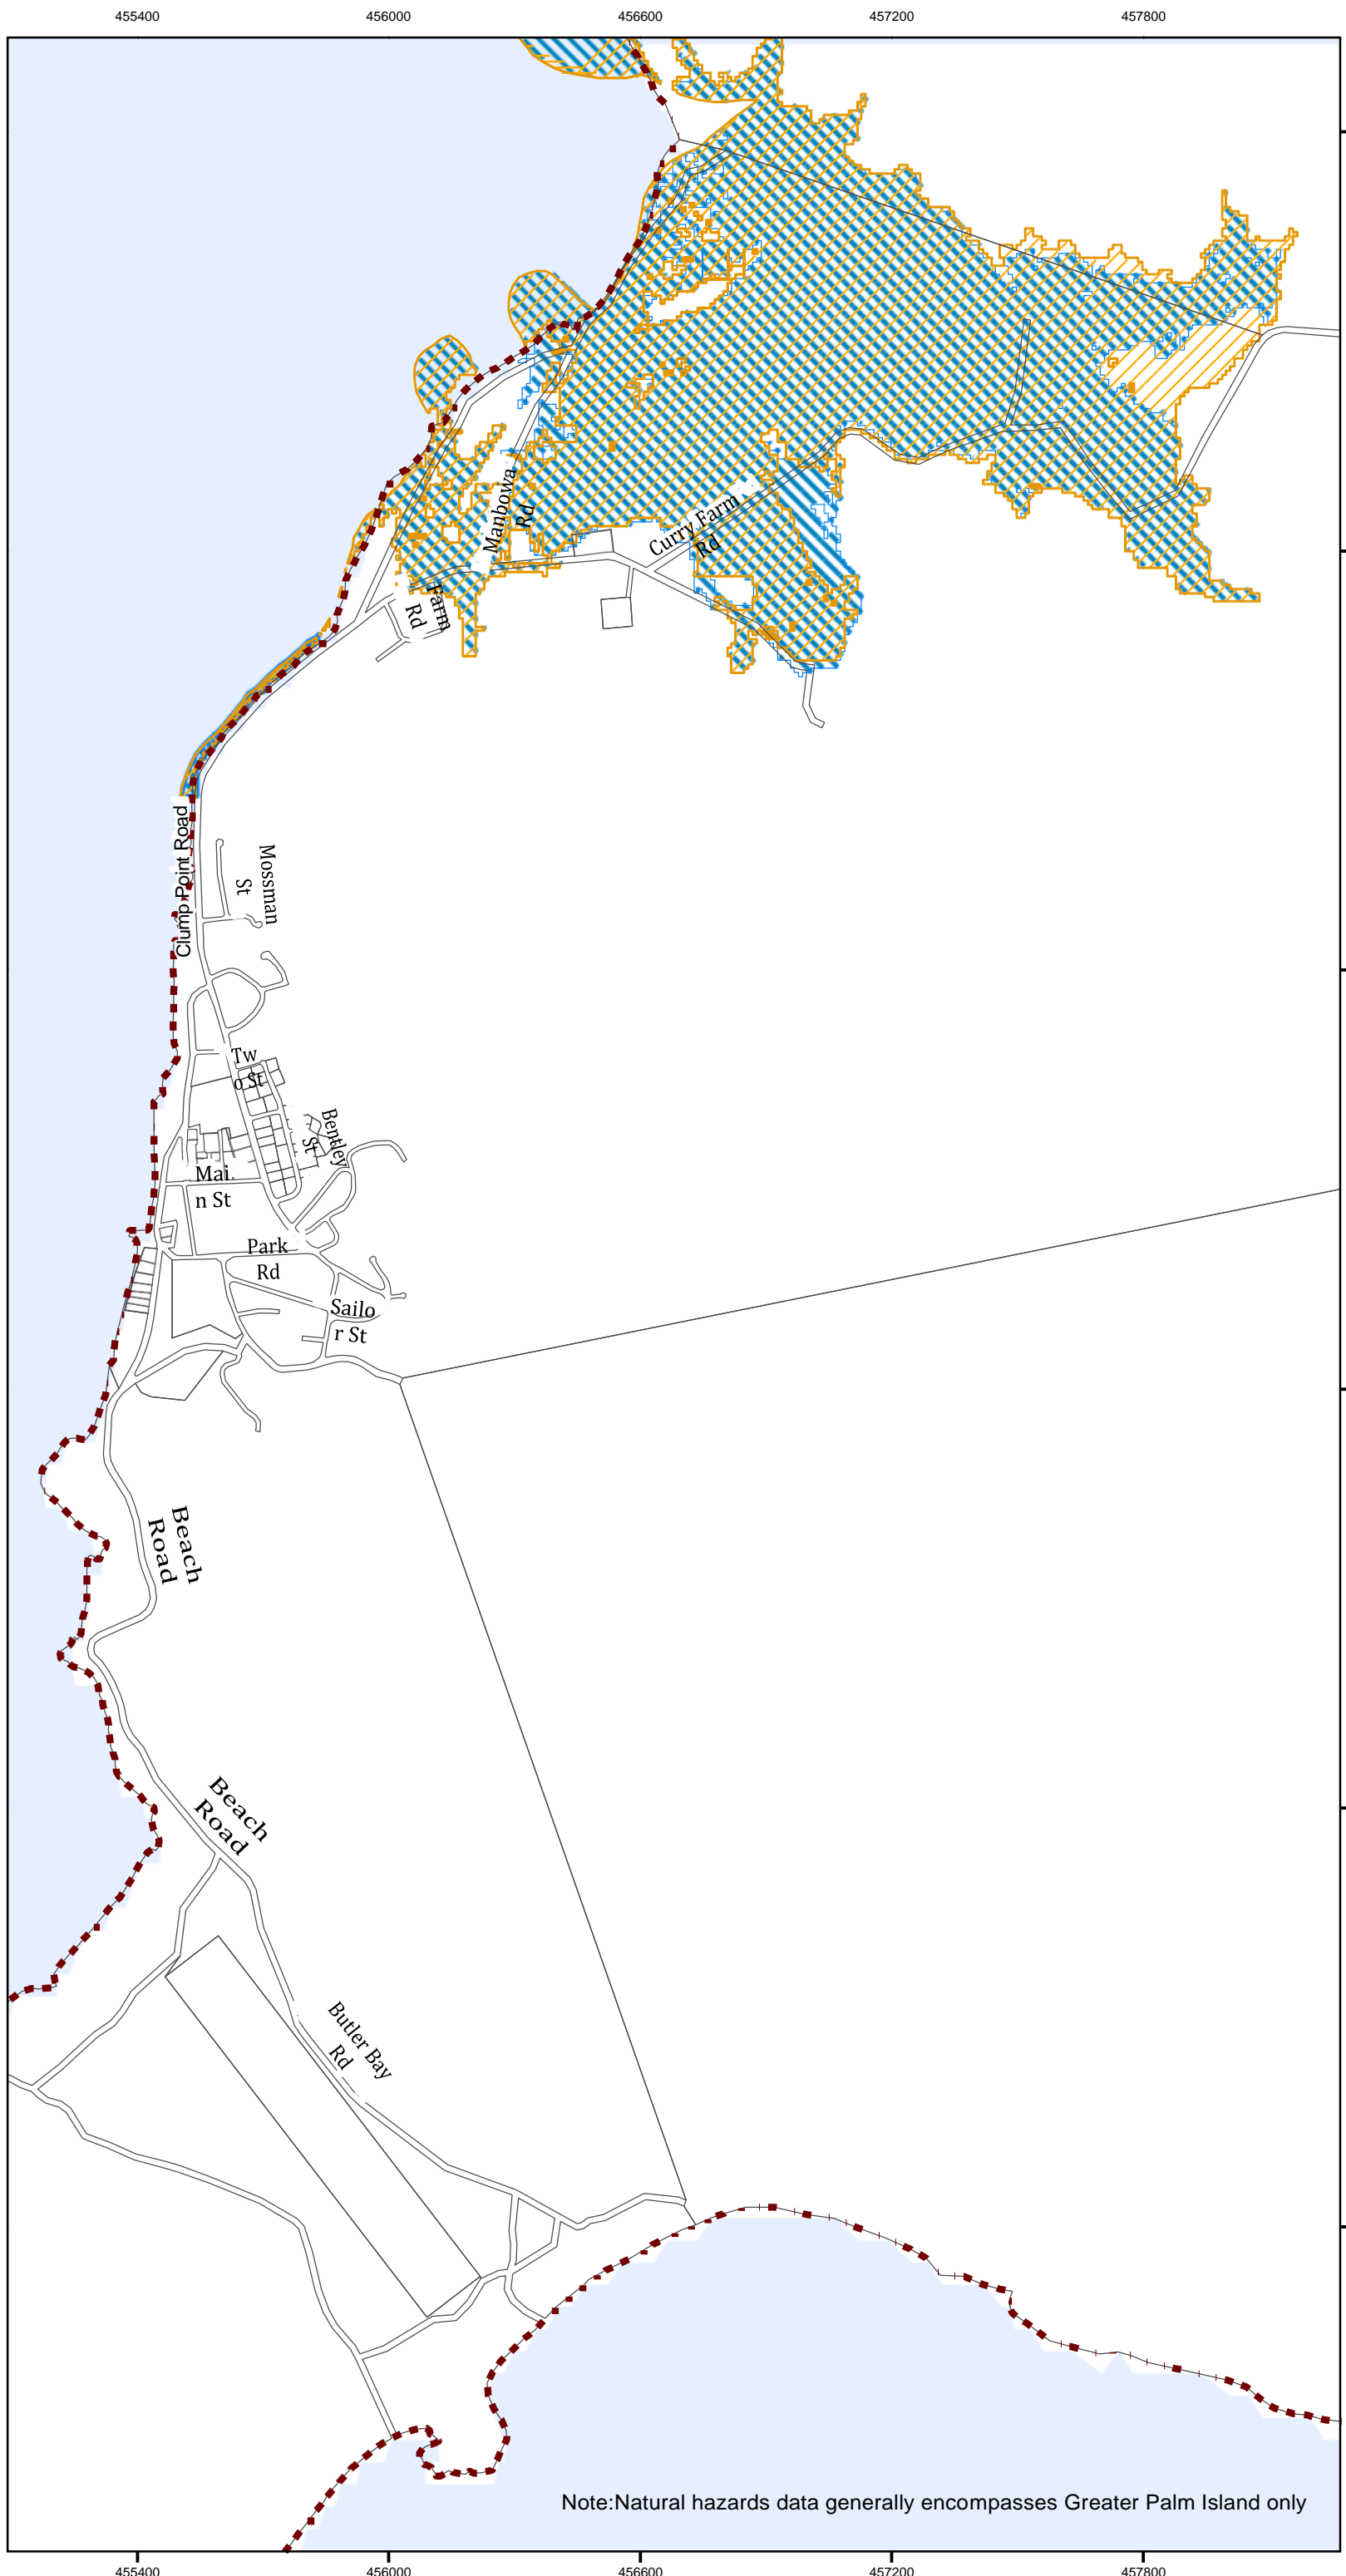 455400 456000 456600 457200 457800
Manbowa
Rd
Curry Farm
Rd
Farm
Rd
Clump Point Road
Mossman
St
Tw
o St
Bentley
St
Mai
n St
Park
Rd
Sailo
r St
Beach
Road
Beach
Road
Butler Bay
Rd
Note:Natural hazards data generally encompasses Greater Palm Island only
455400 456000 456600 457200 457800